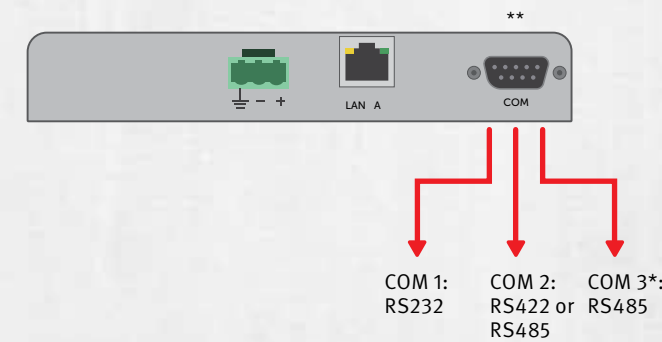 **
− +
LAN A
COM
COM 1:
RS232
COM 2:
RS422 or
RS485
COM 3*:
RS485